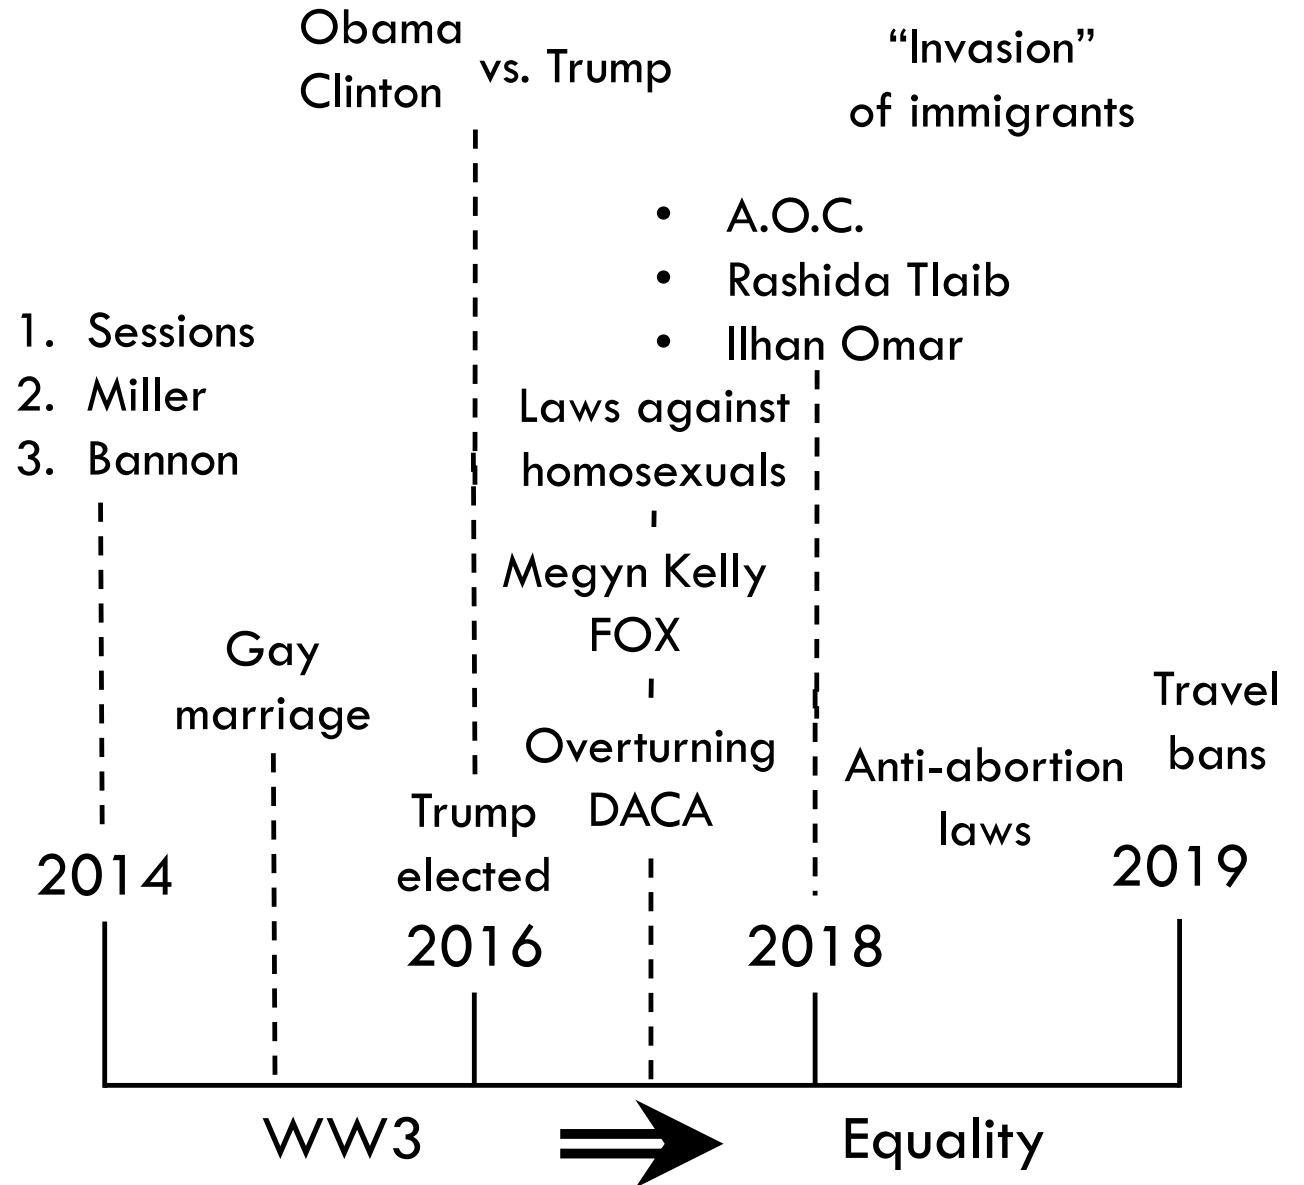 Obama
Clinton
vs. Trump
“Invasion”
of immigrants
• A.O.C.
• Rashida Tlaib
• Ilhan Omar
1. Sessions
2. Miller
3. Bannon
Laws against
homosexuals
Megyn Kelly
FOX
Gay
marriage
Overturning
DACA
Travel
bans
Anti-abortion
laws
Trump
elected
2014
2016
2018
2019
WW3
Equality